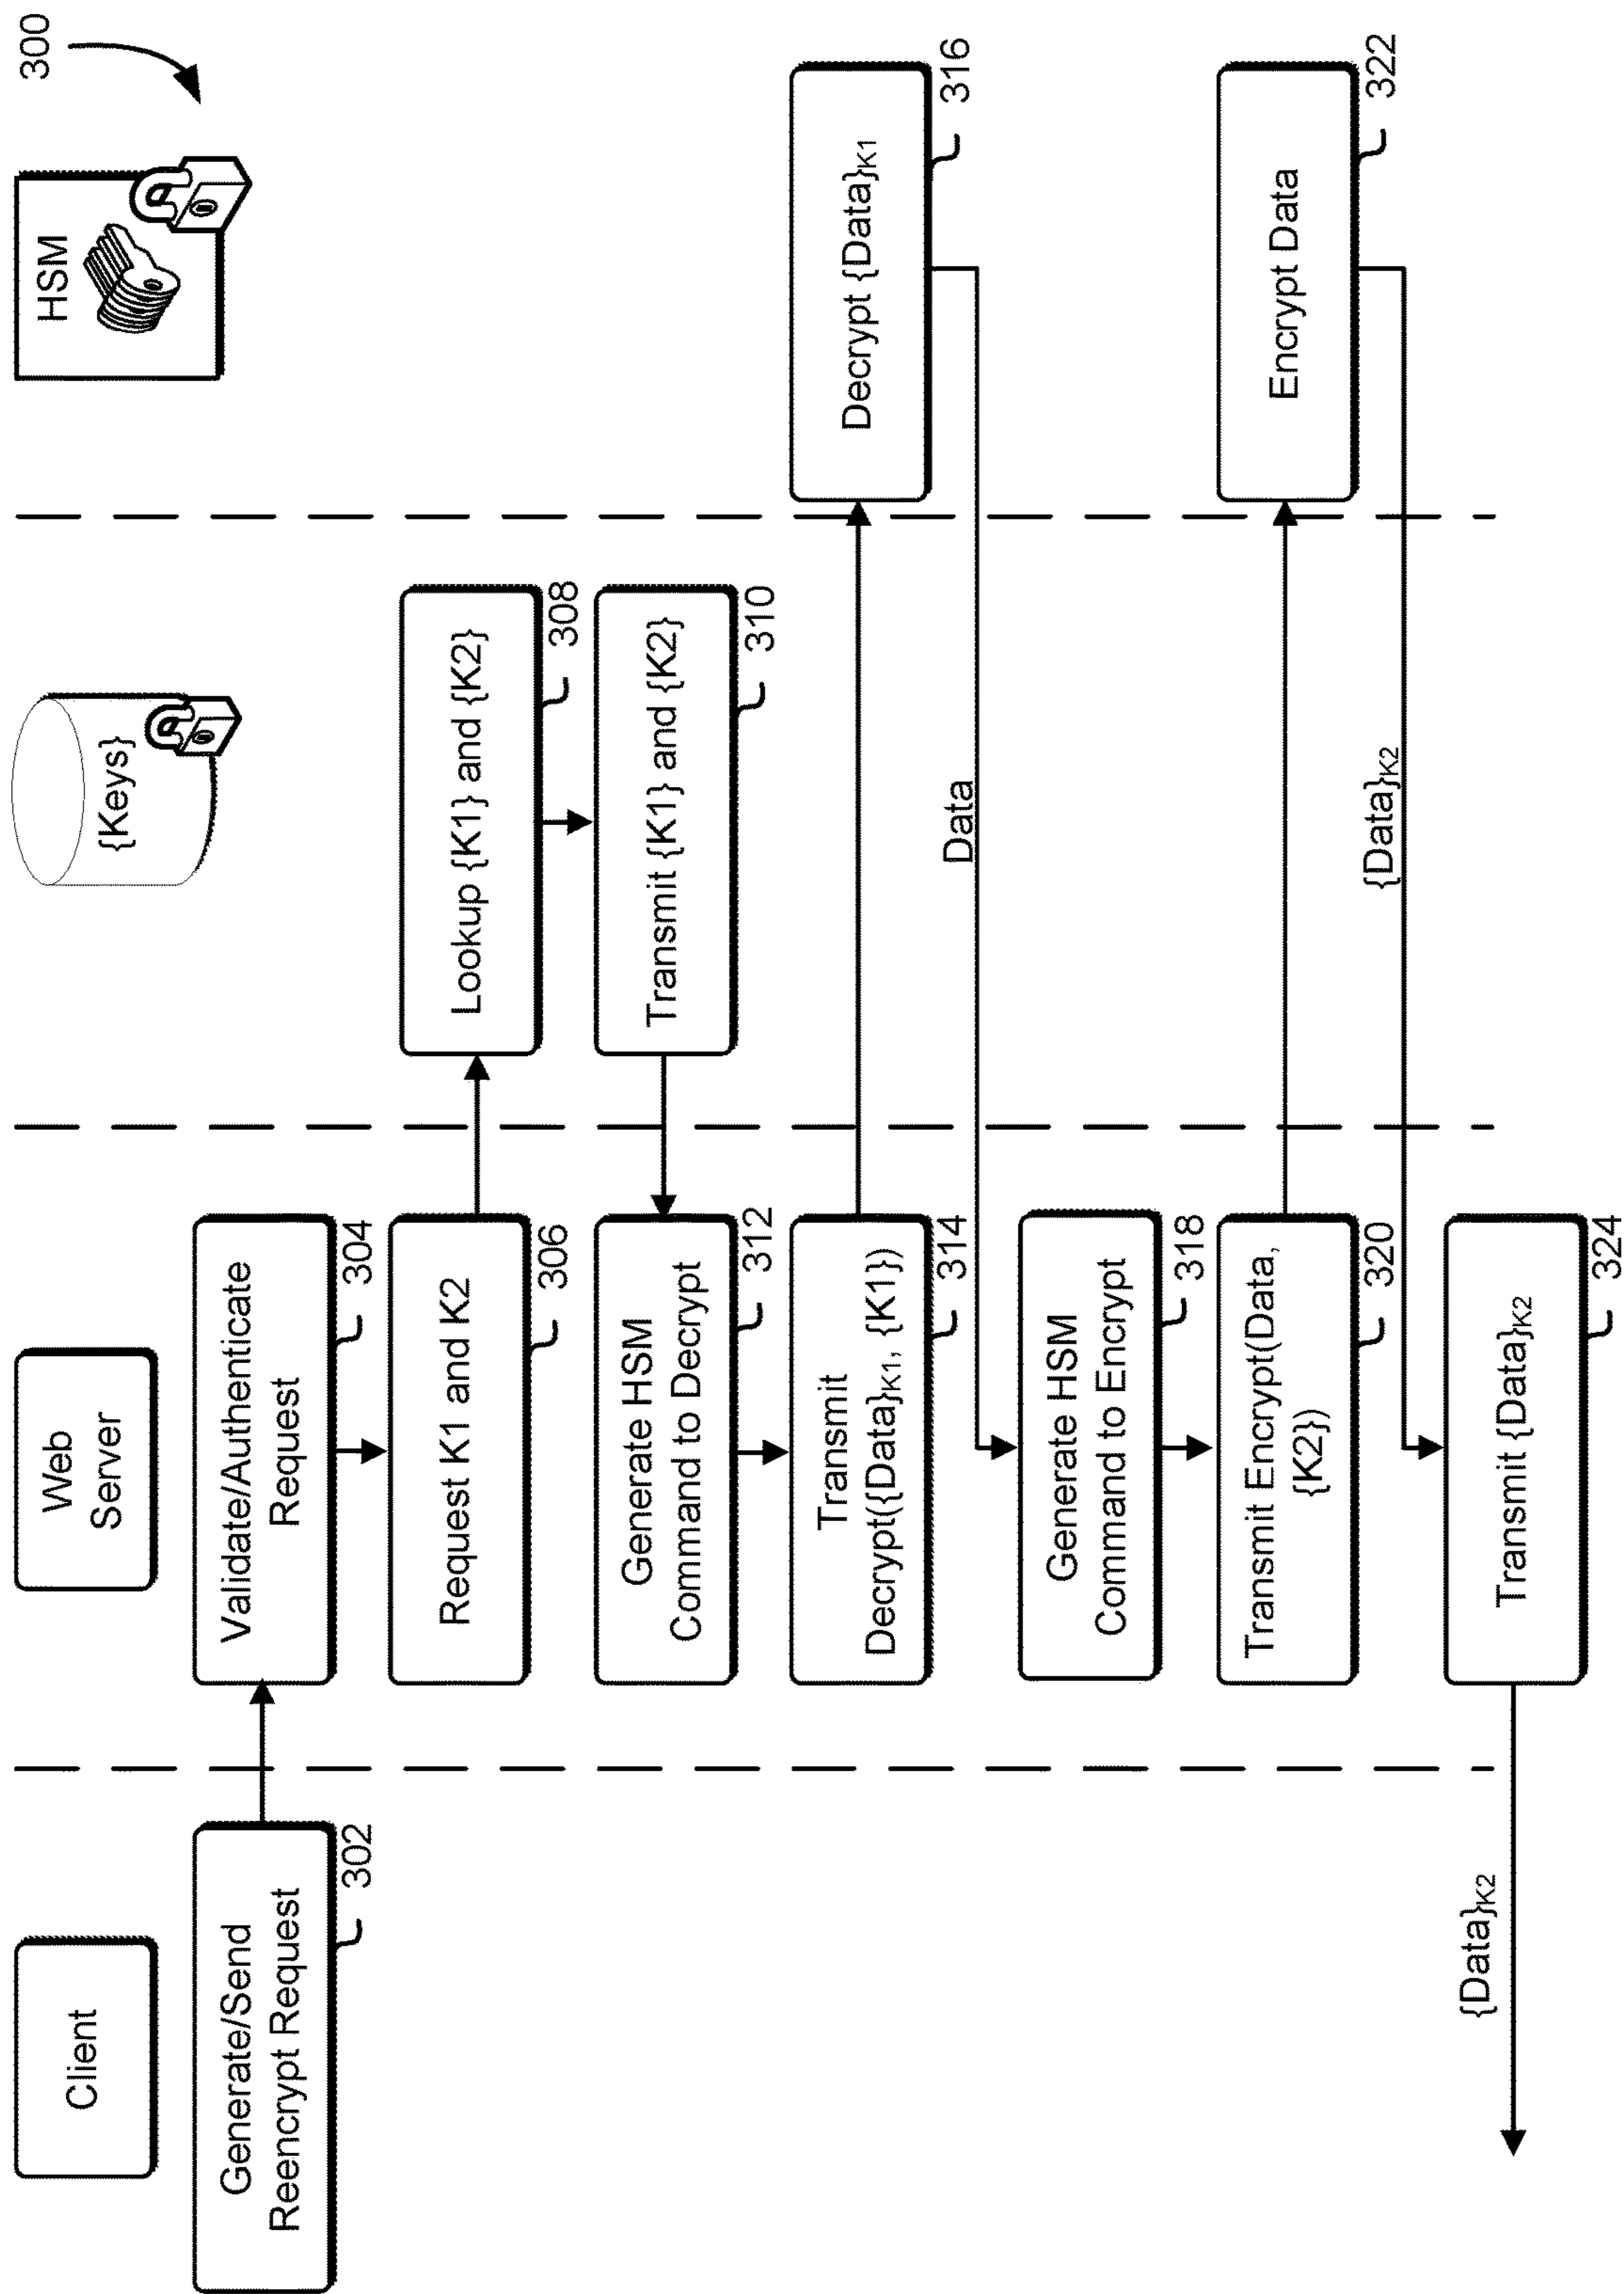 300
Client
Web
Server
{Keys}
HSM
Generate/Send
Reencrypt Request
302
Validate/Authenticate
Request
304
Request K1 and K2
306
Lookup {K1} and {K2}
308
Transmit {K1} and {K2}
310
Generate HSM
Command to Decrypt
312
Transmit
Decrypt({Data}K1, {K1})
314
Decrypt {Data}K1
316
Data
Generate HSM
Command to Encrypt
318
Transmit Encrypt(Data,
{K2})
320
Encrypt Data
322
{Data}K2
Transmit {Data}K2
324
{Data}K2